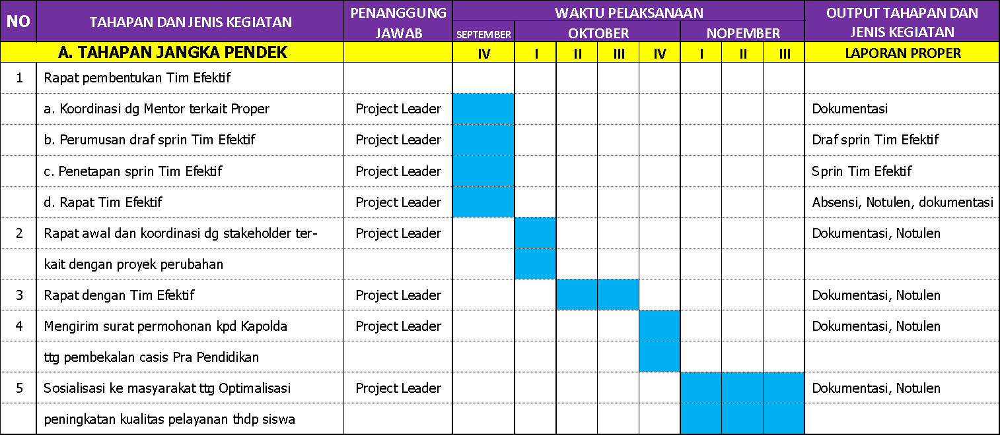 NO TAHAPAN DAN JENIS KEGIATAN PENANGGUNG JAWAB WAKTU PELAKSANAAN OUTPUT TAHAPAN DAN JENIS KEGIATAN
SEPTEMBER OKTOBER NOPEMBER
A. TAHAPAN JANGKA PENDEK IV I II III IV I II III LAPORAN PROPER
1 Rapat pembentukan Tim Efektif
a. Koordinasi dg Mentor terkait Proper Project Leader Dokumentasi
b. Perumusan draf sprin Tim Efektif Project Leader Draf sprin Tim Efektif
c. Penetapan sprin Tim Efektif Project Leader Sprin Tim Efektif
d. Rapat Tim Efektif Project Leader Absensi, Notulen, dokumentasi
2 Rapat awal dan koordinasi dg stakeholder ter- Project Leader Dokumentasi, Notulen
kait dengan proyek perubahan
3 Rapat dengan Tim Efektif Project Leader Dokumentasi, Notulen
4 Mengirim surat permohonan kpd Kapolda Project Leader Dokumentasi, Notulen
ttg pembekalan casis Pra Pendidikan
5 Sosialisasi ke masyarakat ttg Optimalisasi Project Leader Dokumentasi, Notulen
peningkatan kualitas pelayanan thdp siswa